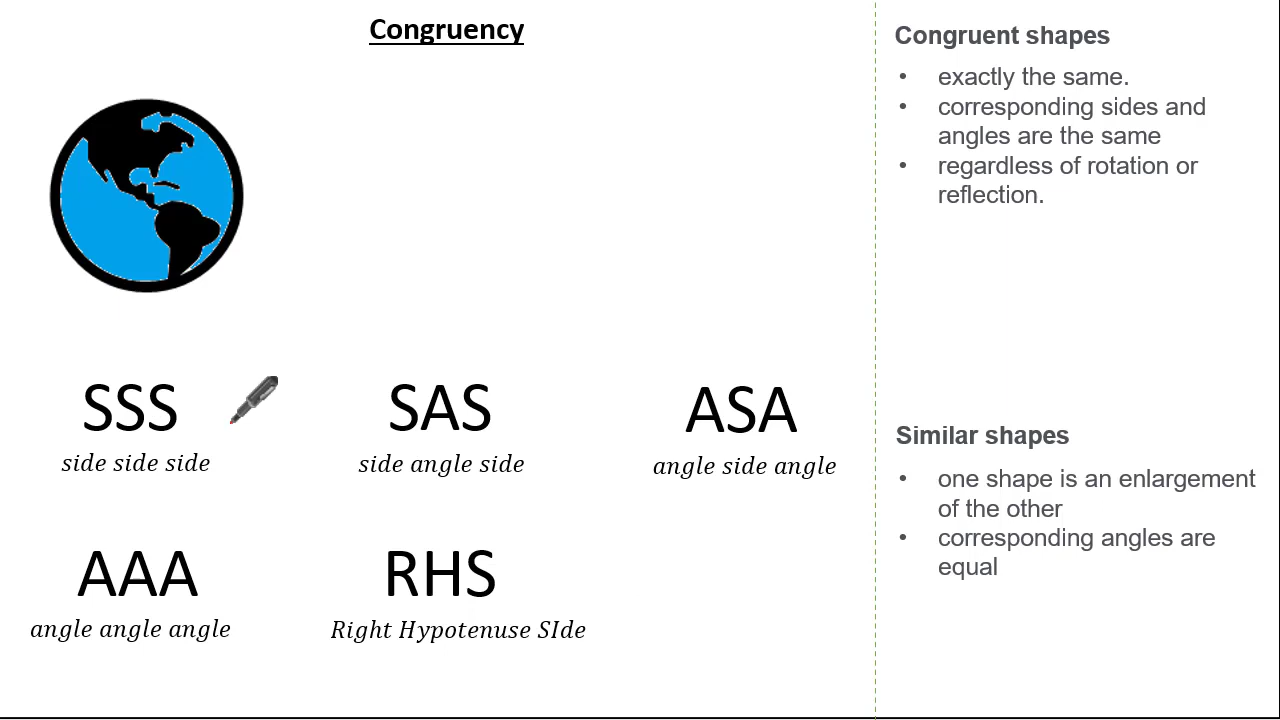 Congruency
SSS
side side side
SAS
side angle side
ASA
angle side angle
AAA
angle angle angle
RHS
Right Hypotenuse SIde
Congruent shapes
• exactly the same.
• corresponding sides and
angles are the same
• regardless of rotation or
reflection.
Similar shapes
• one shape is an enlargement
of the other
• corresponding angles are
equal